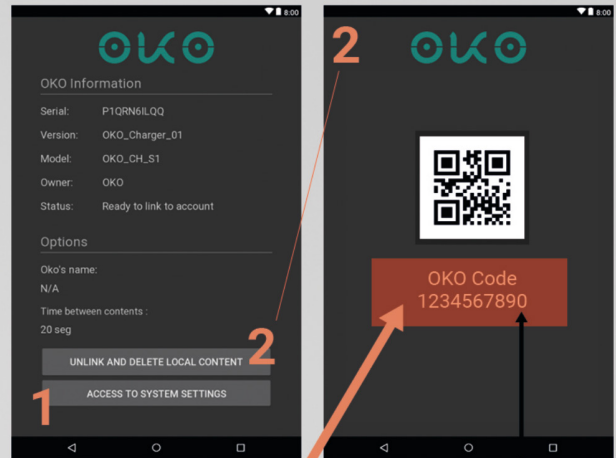 8:00
OKO
OKO Information
Serial: P1QRN6ILQQ
Version: OKO_Charger_01
Model: OKO_CH_S1
Owner: OKO
Status: Ready to link to account
Options
Oko's name:
N/A
Time between contents :
20 seg
UNLINK AND DELETE LOCAL CONTENT
2
1
ACCESS TO SYSTEM SETTINGS
8:00
2
OKO
OKO Code
1234567890